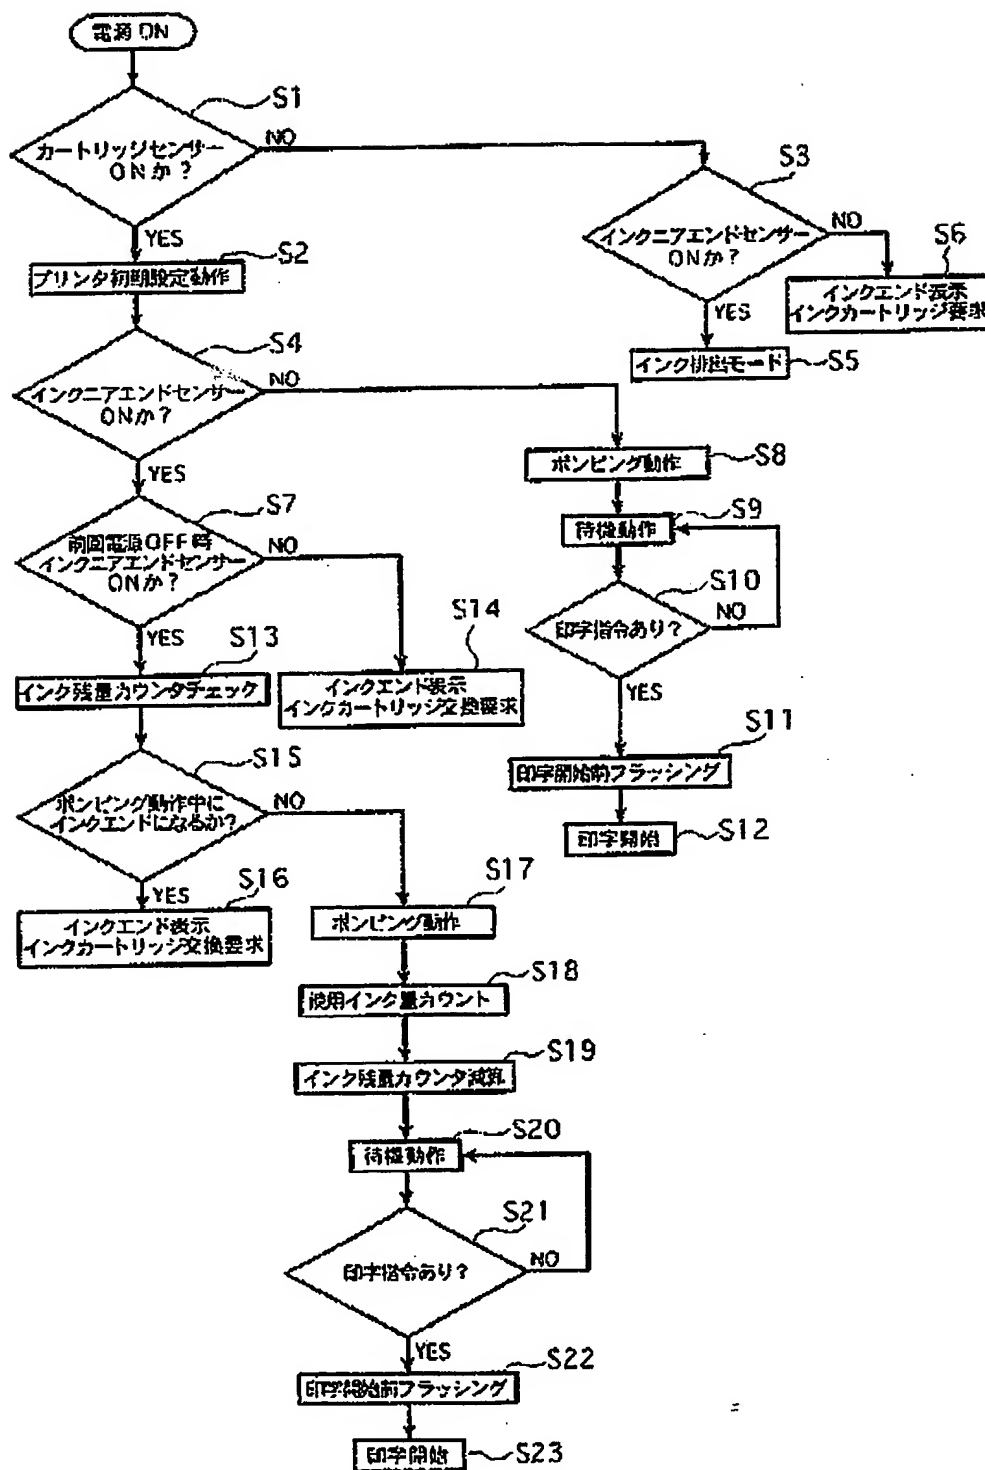 電源 ON
S1
カートリッジセンサー
ONか?
NO
YES
S3
インクニアエンドセンサー
ONか?
NO
YES
S6
インクエンド表示
インクカートリッジ要求
S2
プリンタ初期設定動作
S5
インク排出モード
S4
インクニアエンドセンサー
ONか?
NO
YES
S8
ポンピング動作
S9
待機動作
S10
印字指令あり?
NO
YES
S7
前回電源OFF時
インクニアエンドセンサー
ONか?
NO
YES
S14
インクエンド表示
インクカートリッジ交換要求
S13
インク残量カウンタチェック
S11
印字開始前フラッシング
S12
印字開始
S15
ポンピング動作中に
インクエンドになるか?
NO
YES
S16
インクエンド表示
インクカートリッジ交換要求
S17
ポンピング動作
S18
使用インク量カウント
S19
インク残量カウンタ減算
S20
待機動作
S21
印字指令あり?
NO
YES
S22
印字開始前フラッシング
S23
印字開始